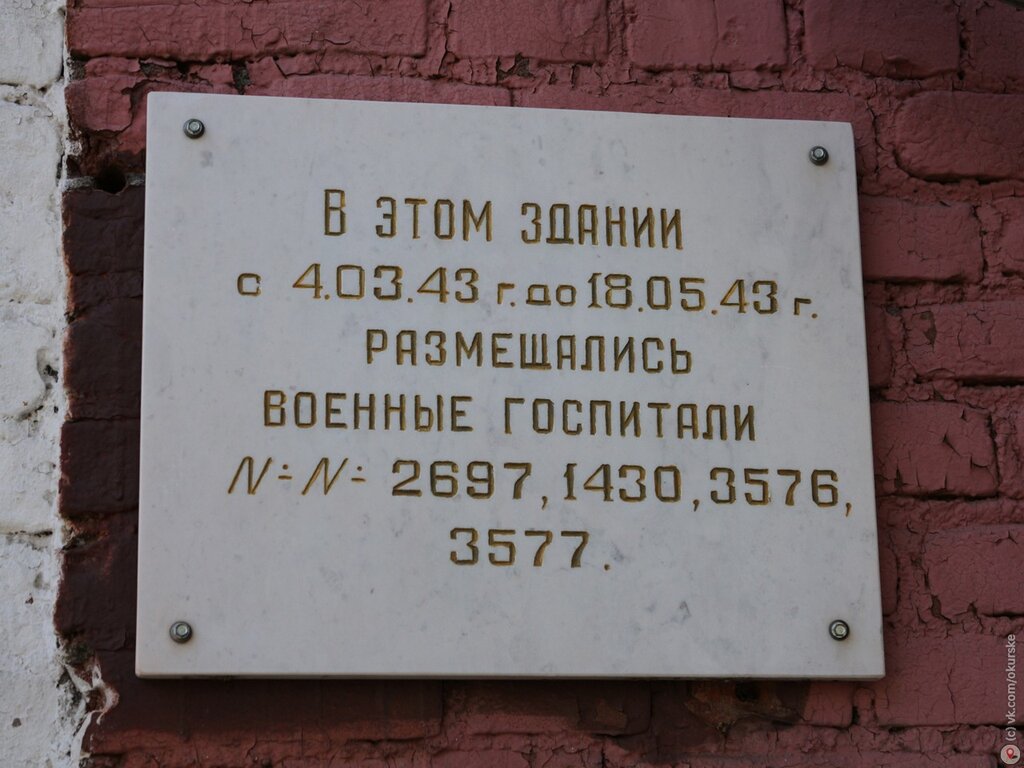 В ЭТОМ ЗДАНИИ
с 4.03.43 г. до 18.05.43 г.
РАЗМЕЩАЛИСЬ
ВОЕННЫЕ ГОСПИТАЛИ
N-N- 2697, 1430, 3576,
3577.
(c) vk.com/okurske